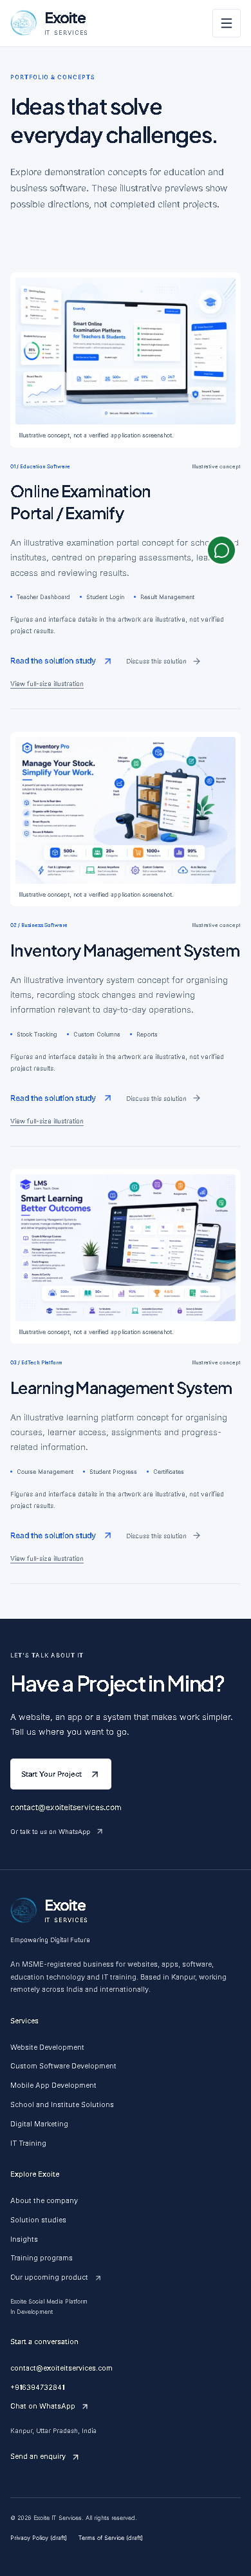 Exoite
IT SERVICES
PORTFOLIO & CONCEPTS
Ideas that solve
everyday challenges.
Explore demonstration concepts for education and
business software. These illustrative previews show
possible directions, not completed client projects.
Smart Online
Examination Platform
for Teachers & Students
Illustrative concept, not a verified application screenshot.
01 / Education Software
Illustrative concept
Online Examination
Portal / Examify
An illustrative examination portal concept for
institutes, centred on preparing assessments,
access and reviewing results.
Teacher Dashboard
Student Login
Result Management
Figures and interface details in the artwork are illustrative, not verified
project results.
Read the solution study
Discuss this solution
View full-size illustration
Inventory Pro
Manage Your Stock.
Simplify Your Work.
Illustrative concept, not a verified application screenshot.
02 / Business Software
Illustrative concept
Inventory Management System
An illustrative inventory system concept for organising
items, recording stock changes and reviewing
information relevant to day-to-day operations.
Stock Tracking
Custom Columns
Reports
Figures and interface details in the artwork are illustrative, not verified
project results.
Read the solution study
Discuss this solution
View full-size illustration
LMS
Smart Learning
Better Outcomes
Illustrative concept, not a verified application screenshot.
03 / EdTech Platform
Illustrative concept
Learning Management System
An illustrative learning platform concept for organising
courses, learner access, assignments and progress-
related information.
Course Management
Student Progress
Certificates
Figures and interface details in the artwork are illustrative, not verified
project results.
Read the solution study
Discuss this solution
View full-size illustration
LET'S TALK ABOUT IT
Have a Project in Mind?
A website, an app or a system that makes work simpler.
Tell us where you want to go.
Start Your Project
contact@exoiteitservices.com
Or talk to us on WhatsApp
Exoite
IT SERVICES
Empowering Digital Future
An MSME-registered business for websites, apps, software,
education technology and IT training. Based in Kanpur, working
remotely across India and internationally.
Services
Website Development
Custom Software Development
Mobile App Development
School and Institute Solutions
Digital Marketing
IT Training
Explore Exoite
About the company
Solution studies
Insights
Training programs
Our upcoming product
Exoite Social Media Platform
In Development
Start a conversation
contact@exoiteitservices.com
+916394732841
Chat on WhatsApp
Kanpur, Uttar Pradesh, India
Send an enquiry
© 2026 Exoite IT Services. All rights reserved.
Privacy Policy (draft)
Terms of Service (draft)